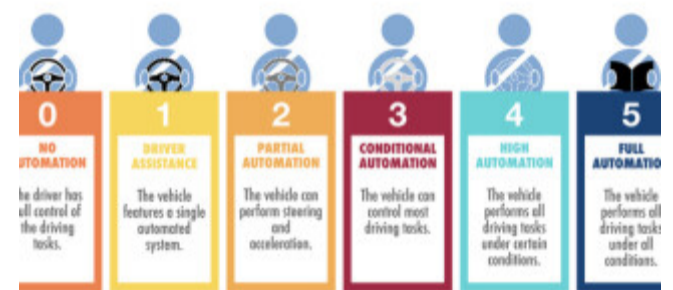 0
NO
UTOMATION
he driver has
ull control of
the driving
tasks.
1
DRIVER
ASSISTANCE
The vehicle
features a single
automated
system.
2
PARTIAL
AUTOMATION
The vehicle can
perform steering
and
acceleration.
3
CONDITIONAL
AUTOMATION
The vehicle can
control most
driving tasks.
4
HIGH
AUTOMATION
The vehicle
performs all
driving tasks
under certain
conditions.
5
FULL
AUTOMATIO
The vehicle
performs all
driving tasks
under all
conditions.